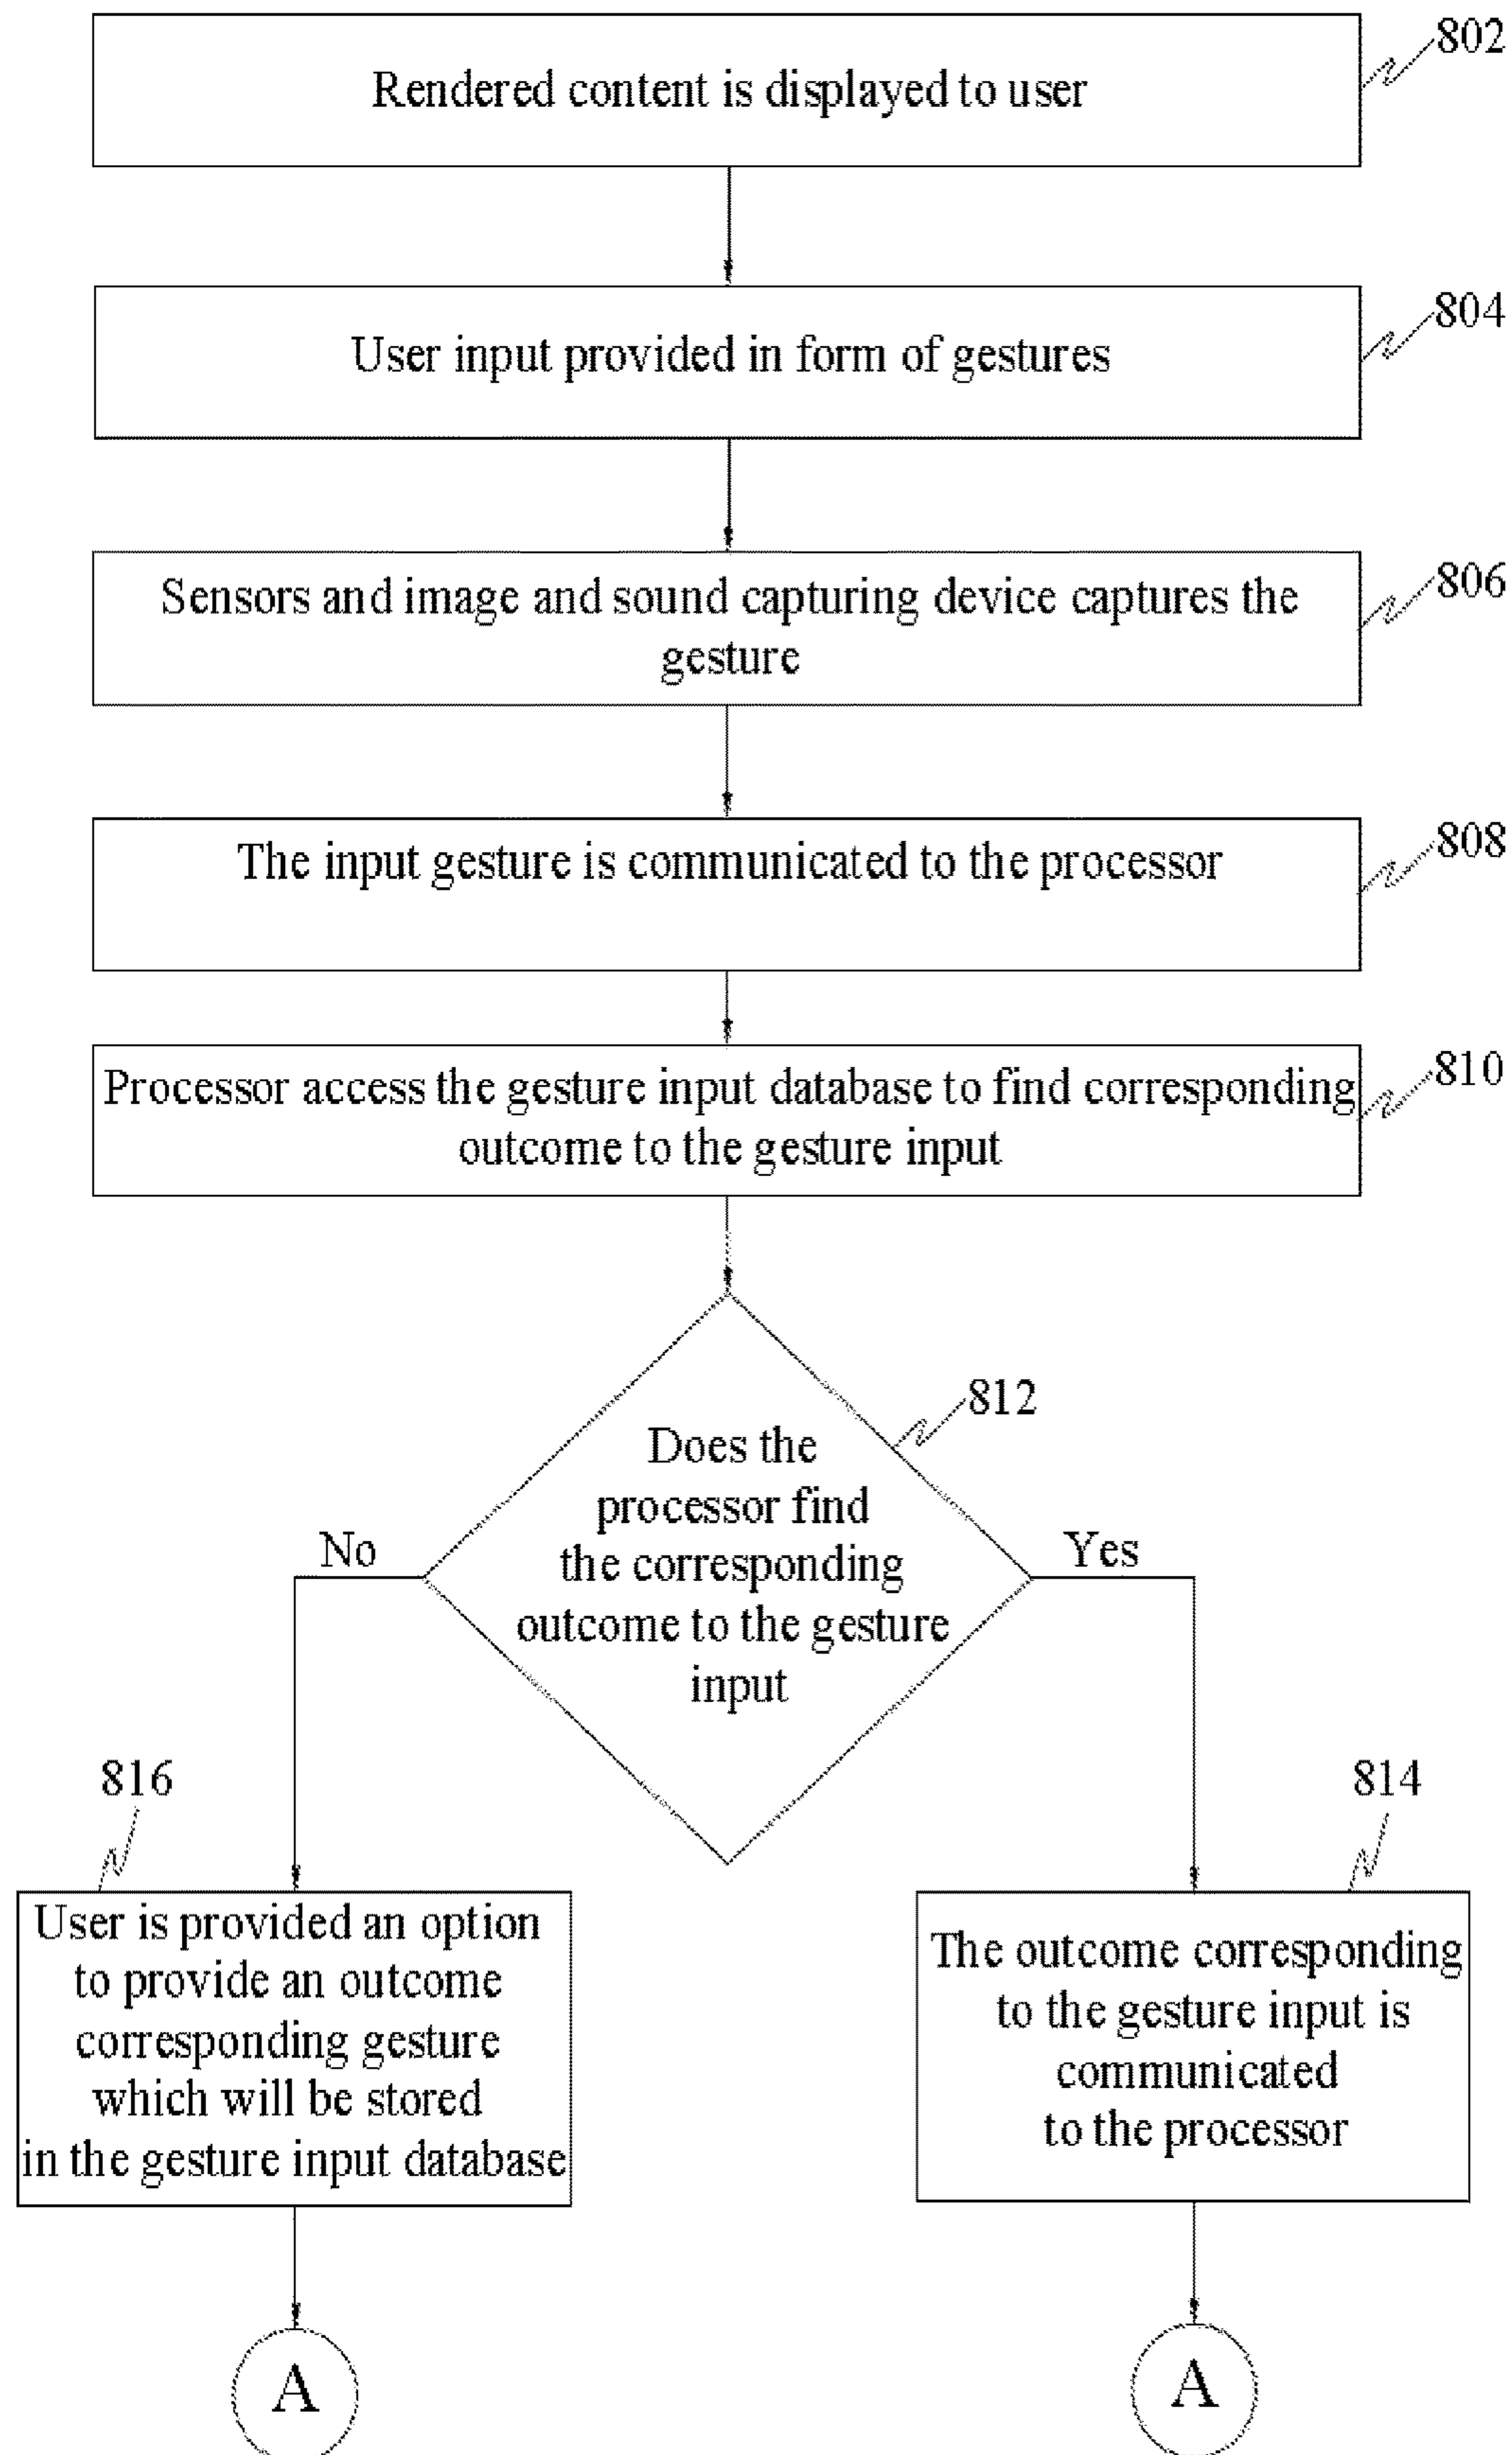 802
Rendered content is displayed to user
804
User input provided in form of gestures
806
Sensors and image and sound capturing device captures the
gesture
808
The input gesture is communicated to the processor
810
Processor access the gesture input database to find corresponding
outcome to the gesture input
812
Does the
processor find
the corresponding
outcome to the gesture
input
No
Yes
816
User is provided an option
to provide an outcome
corresponding gesture
which will be stored
in the gesture input database
814
The outcome corresponding
to the gesture input is
communicated
to the processor
A
A